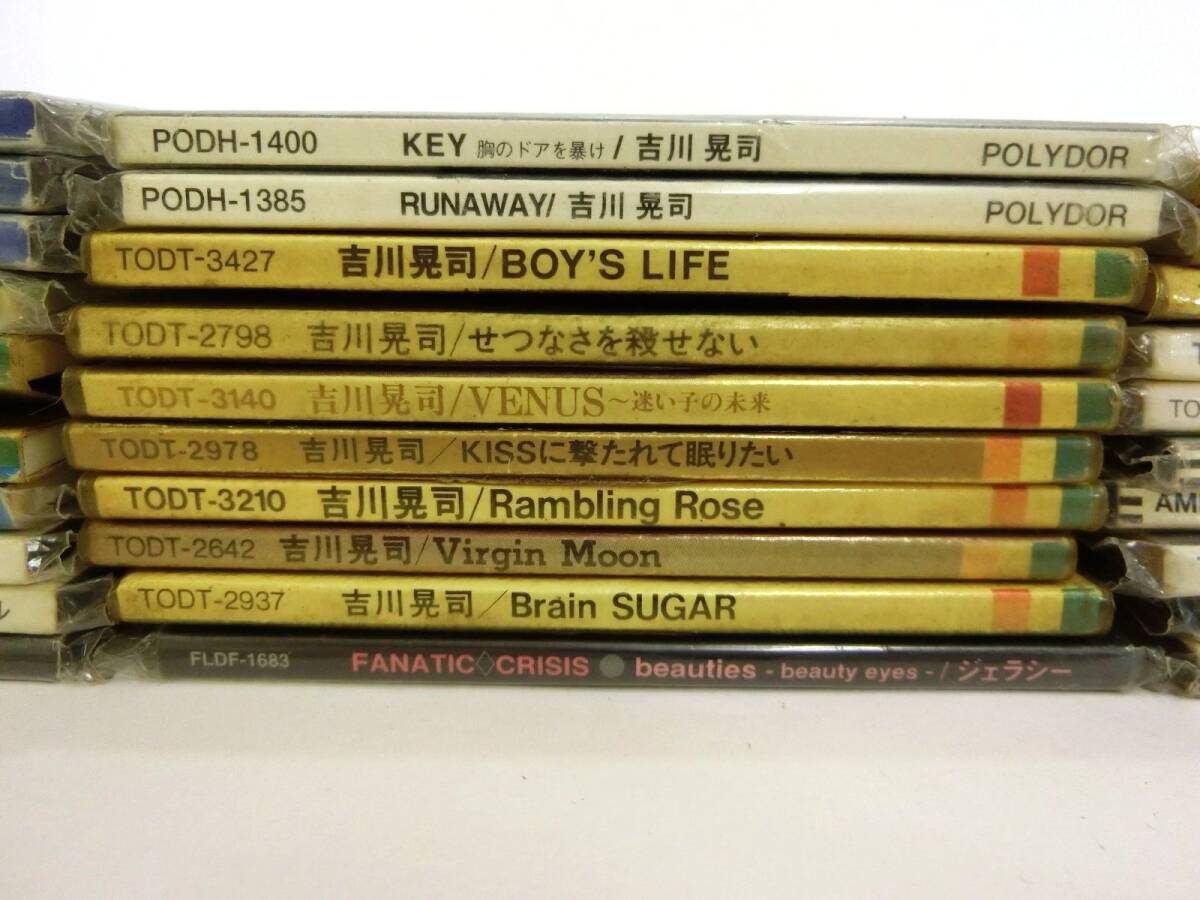 PODH-1400 KEY 胸のドアを暴け / 吉川 晃司 POLYDOR
PODH-1385 RUNAWAY/ 吉川 晃司 POLYDOR
TODT-3427 吉川晃司/BOY'S LIFE
TODT-2798 吉川晃司/せつなさを殺せない
TODT-3140 吉川晃司/VENUS～迷い子の未来
TODT-2978 吉川晃司/KISSに撃たれて眠りたい
TODT-3210 吉川晃司/Rambling Rose
TODT-2642 吉川晃司/Virgin Moon
TODT-2937 吉川晃司/Brain SUGAR
FLDF-1683 FANATIC◇CRISIS ● beauties - beauty eyes - / ジェラシー
TO
AM
ル